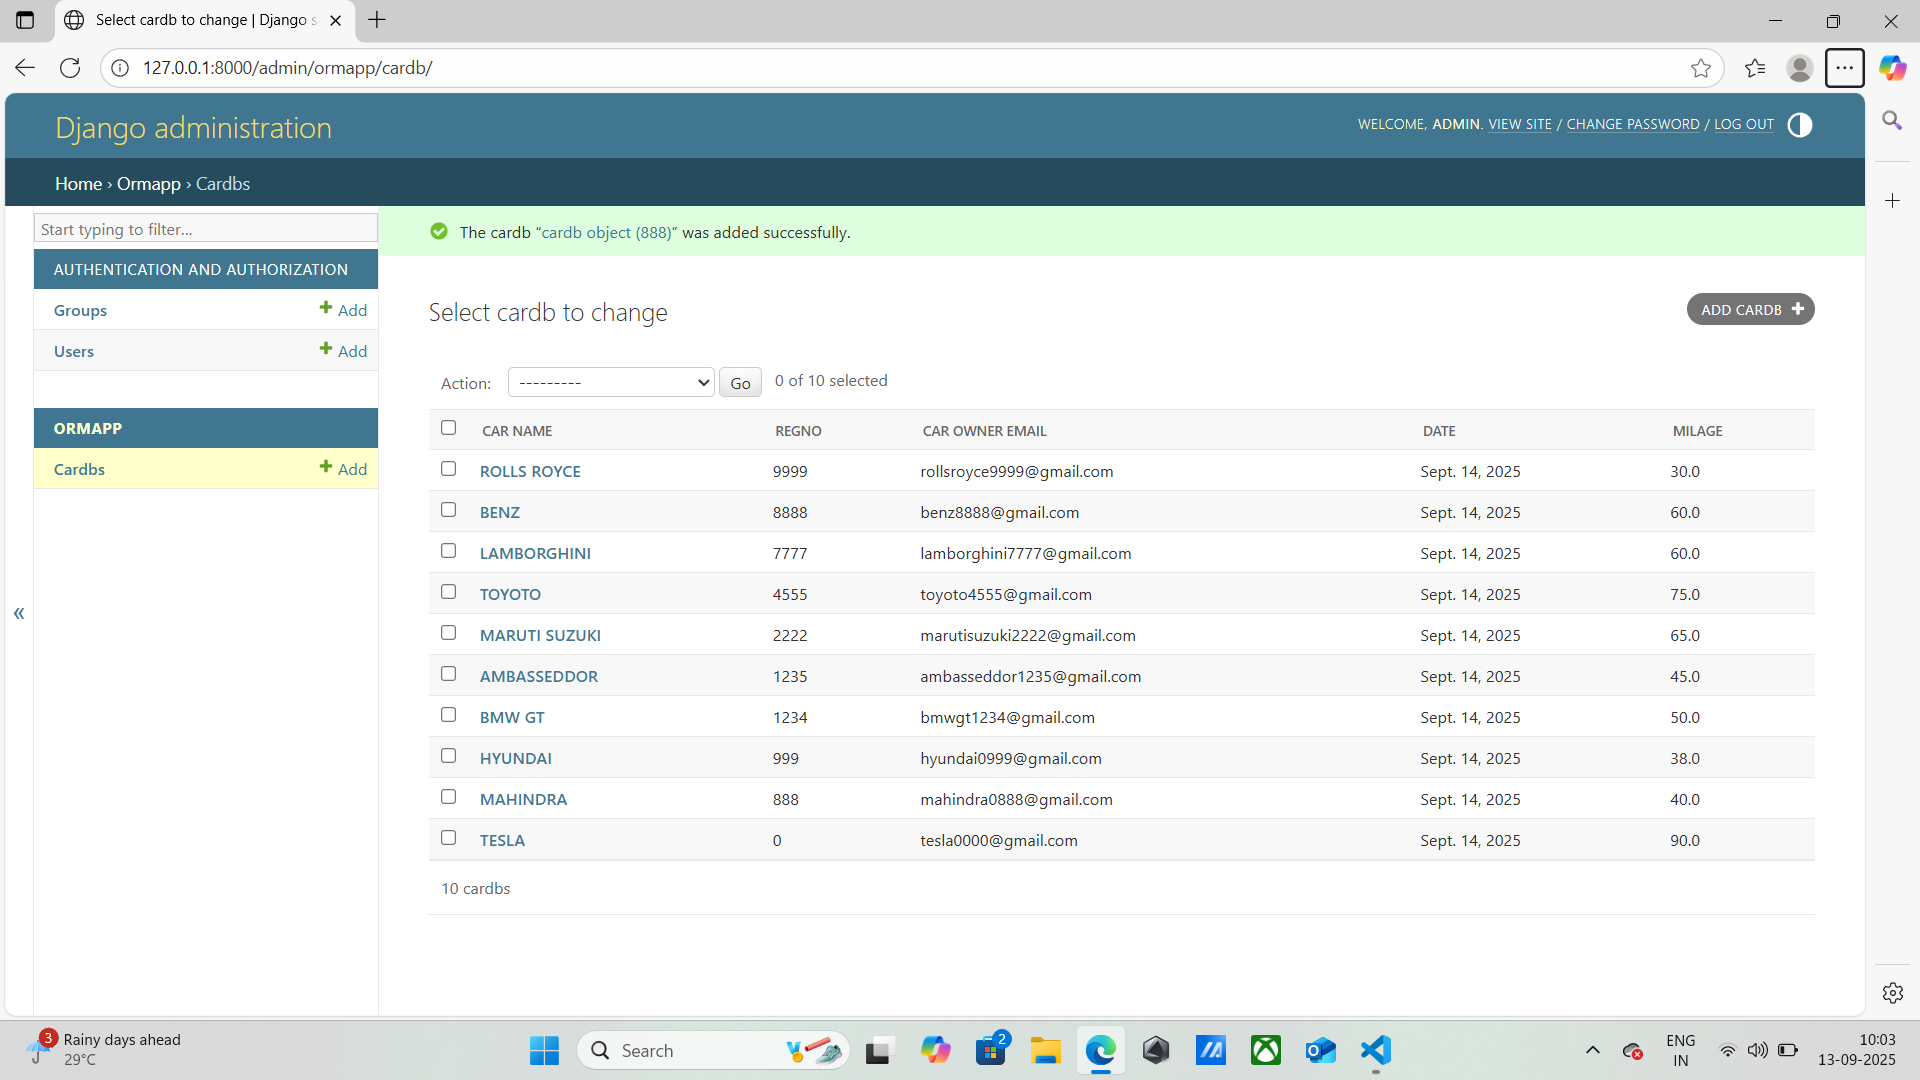 Select cardb to change | Django s
127.0.0.1:8000/admin/ormapp/cardb/
Django administration
WELCOME, ADMIN. VIEW SITE / CHANGE PASSWORD / LOG OUT
Home › Ormapp › Cardbs
Start typing to filter...
AUTHENTICATION AND AUTHORIZATION
Groups Add
Users Add
ORMAPP
Cardbs Add
«
The cardb “cardb object (888)” was added successfully.
Select cardb to change
ADD CARDB
Action: --------- Go 0 of 10 selected
CAR NAME REGNO CAR OWNER EMAIL DATE MILAGE
ROLLS ROYCE 9999 rollsroyce9999@gmail.com Sept. 14, 2025 30.0
BENZ 8888 benz8888@gmail.com Sept. 14, 2025 60.0
LAMBORGHINI 7777 lamborghini7777@gmail.com Sept. 14, 2025 60.0
TOYOTO 4555 toyoto4555@gmail.com Sept. 14, 2025 75.0
MARUTI SUZUKI 2222 marutisuzuki2222@gmail.com Sept. 14, 2025 65.0
AMBASSEDDOR 1235 ambasseddor1235@gmail.com Sept. 14, 2025 45.0
BMW GT 1234 bmwgt1234@gmail.com Sept. 14, 2025 50.0
HYUNDAI 999 hyundai0999@gmail.com Sept. 14, 2025 38.0
MAHINDRA 888 mahindra0888@gmail.com Sept. 14, 2025 40.0
TESLA 0 tesla0000@gmail.com Sept. 14, 2025 90.0
10 cardbs
3
Rainy days ahead
29°C
Search
2
ENG
IN
10:03
13-09-2025